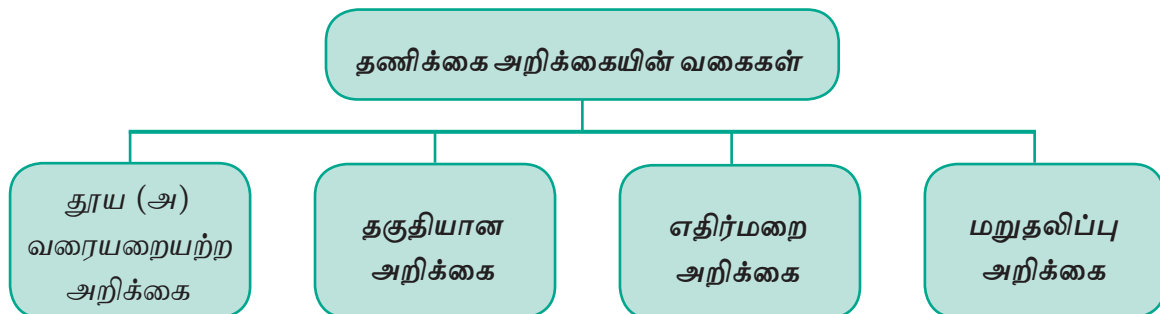 தணிக்கை அறிக்கையின் வகைகள்
தூய (அ)
வரையறையற்ற
அறிக்கை
தகுதியான
அறிக்கை
எதிர்மறை
அறிக்கை
மறுதலிப்பு
அறிக்கை